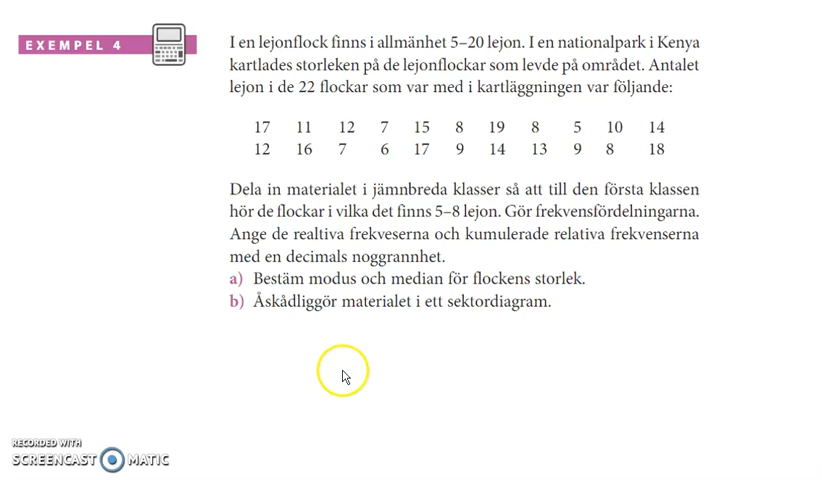 EXEMPEL 4
I en lejonflock finns i allmänhet 5–20 lejon. I en nationalpark i Kenya
kartlades storleken på de lejonflockar som levde på området. Antalet
lejon i de 22 flockar som var med i kartläggningen var följande:
17 11 12 7 15 8 19 8 5 10 14
12 16 7 6 17 9 14 13 9 8 18
Dela in materialet i jämnbreda klasser så att till den första klassen
hör de flockar i vilka det finns 5–8 lejon. Gör frekvensfördelningarna.
Ange de realtiva frekveserna och kumulerade relativa frekvenserna
med en decimals noggrannhet.
a) Bestäm modus och median för flockens storlek.
b) Åskådliggör materialet i ett sektordiagram.
RECORDED WITH
SCREENCAST MATIC